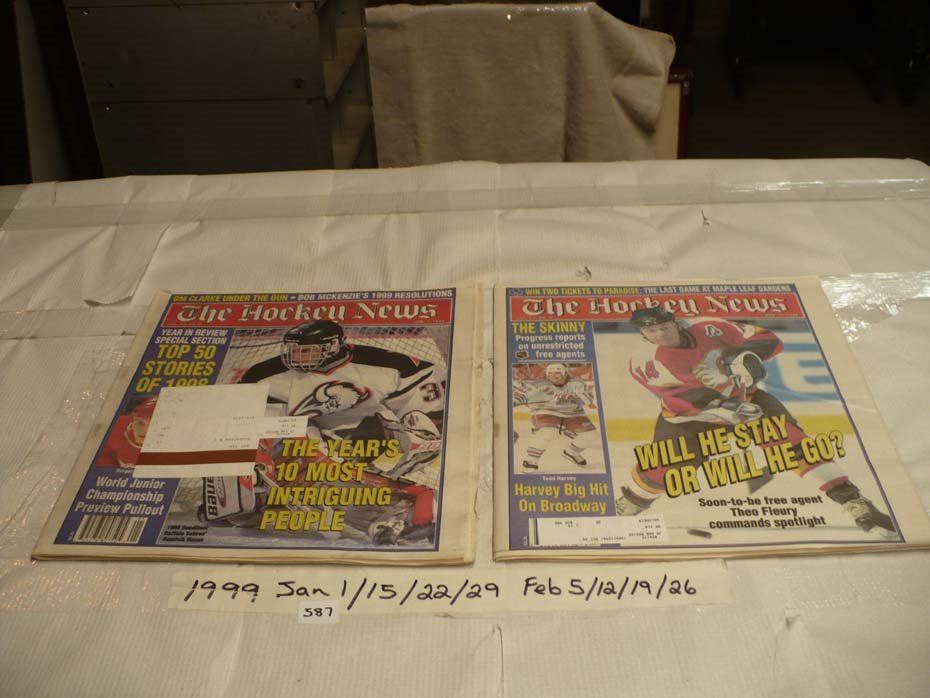 GM CLARKE UNDER THE GUN • BOB MCKENZIE'S 1999 RESOLUTIONS
The Hockey News
YEAR IN REVIEW
SPECIAL SECTION
TOP 50
STORIES
OF 1998
THE YEAR'S
10 MOST
INTRIGUING
PEOPLE
World Junior
Championship
Preview Pullout
BAUER
WIN TWO TICKETS TO PARADISE: THE LAST GAME AT MAPLE LEAF GARDENS
The Hockey News
THE SKINNY
Progress reports
on unrestricted
free agents
14
Todd Harvey
Harvey Big Hit
On Broadway
WILL HE STAY
OR WILL HE GO?
Soon-to-be free agent
Theo Fleury
commands spotlight
1999 Jan 1/15/22/29 Feb 5/12/19/26
587